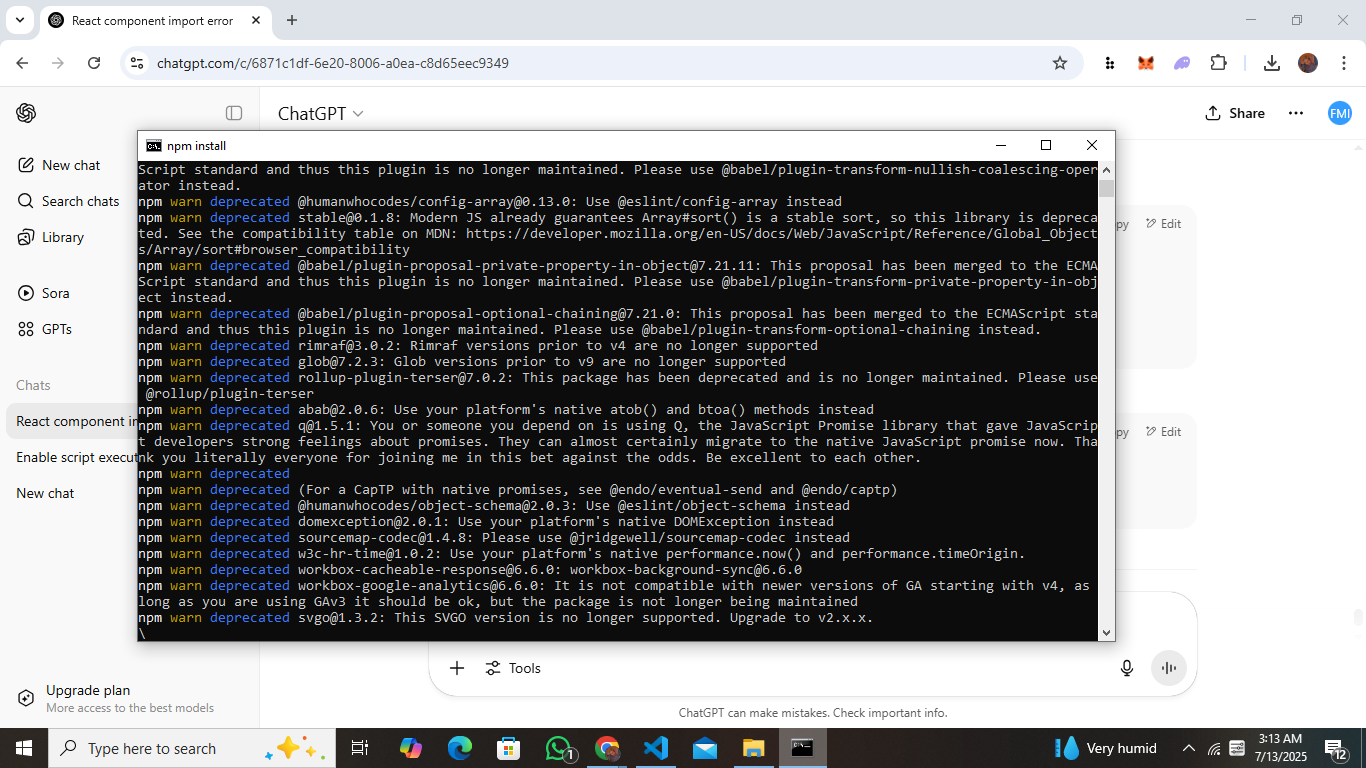 React component import error
chatgpt.com/c/6871c1df-6e20-8006-a0ea-c8d65eec9349
ChatGPT
Share
FMI
New chat
Search chats
Library
Sora
GPTs
Chats
React component in
Enable script execut
New chat
Upgrade plan
More access to the best models
npm install
Script standard and thus this plugin is no longer maintained. Please use @babel/plugin-transform-nullish-coalescing-oper
ator instead.
npm warn deprecated @humanwhocodes/config-array@0.13.0: Use @eslint/config-array instead
npm warn deprecated stable@0.1.8: Modern JS already guarantees Array#sort() is a stable sort, so this library is depreca
ted. See the compatibility table on MDN: https://developer.mozilla.org/en-US/docs/Web/JavaScript/Reference/Global_Object
s/Array/sort#browser_compatibility
npm warn deprecated @babel/plugin-proposal-private-property-in-object@7.21.11: This proposal has been merged to the ECMA
Script standard and thus this plugin is no longer maintained. Please use @babel/plugin-transform-private-property-in-obj
ect instead.
npm warn deprecated @babel/plugin-proposal-optional-chaining@7.21.0: This proposal has been merged to the ECMAScript sta
ndard and thus this plugin is no longer maintained. Please use @babel/plugin-transform-optional-chaining instead.
npm warn deprecated rimraf@3.0.2: Rimraf versions prior to v4 are no longer supported
npm warn deprecated glob@7.2.3: Glob versions prior to v9 are no longer supported
npm warn deprecated rollup-plugin-terser@7.0.2: This package has been deprecated and is no longer maintained. Please use
@rollup/plugin-terser
npm warn deprecated abab@2.0.6: Use your platform's native atob() and btoa() methods instead
npm warn deprecated q@1.5.1: You or someone you depend on is using Q, the JavaScript Promise library that gave JavaScrip
t developers strong feelings about promises. They can almost certainly migrate to the native JavaScript promise now. Tha
nk you literally everyone for joining me in this bet against the odds. Be excellent to each other.
npm warn deprecated
npm warn deprecated (For a CapTP with native promises, see @endo/eventual-send and @endo/captp)
npm warn deprecated @humanwhocodes/object-schema@2.0.3: Use @eslint/object-schema instead
npm warn deprecated domexception@2.0.1: Use your platform's native DOMException instead
npm warn deprecated sourcemap-codec@1.4.8: Please use @jridgewell/sourcemap-codec instead
npm warn deprecated w3c-hr-time@1.0.2: Use your platform's native performance.now() and performance.timeOrigin.
npm warn deprecated workbox-cacheable-response@6.6.0: workbox-background-sync@6.6.0
npm warn deprecated workbox-google-analytics@6.6.0: It is not compatible with newer versions of GA starting with v4, as
long as you are using GAv3 it should be ok, but the package is not longer being maintained
npm warn deprecated svgo@1.3.2: This SVGO version is no longer supported. Upgrade to v2.x.x.
\
py Edit
py Edit
Tools
ChatGPT can make mistakes. Check important info.
Type here to search
1
Very humid
3:13 AM
7/13/2025
12